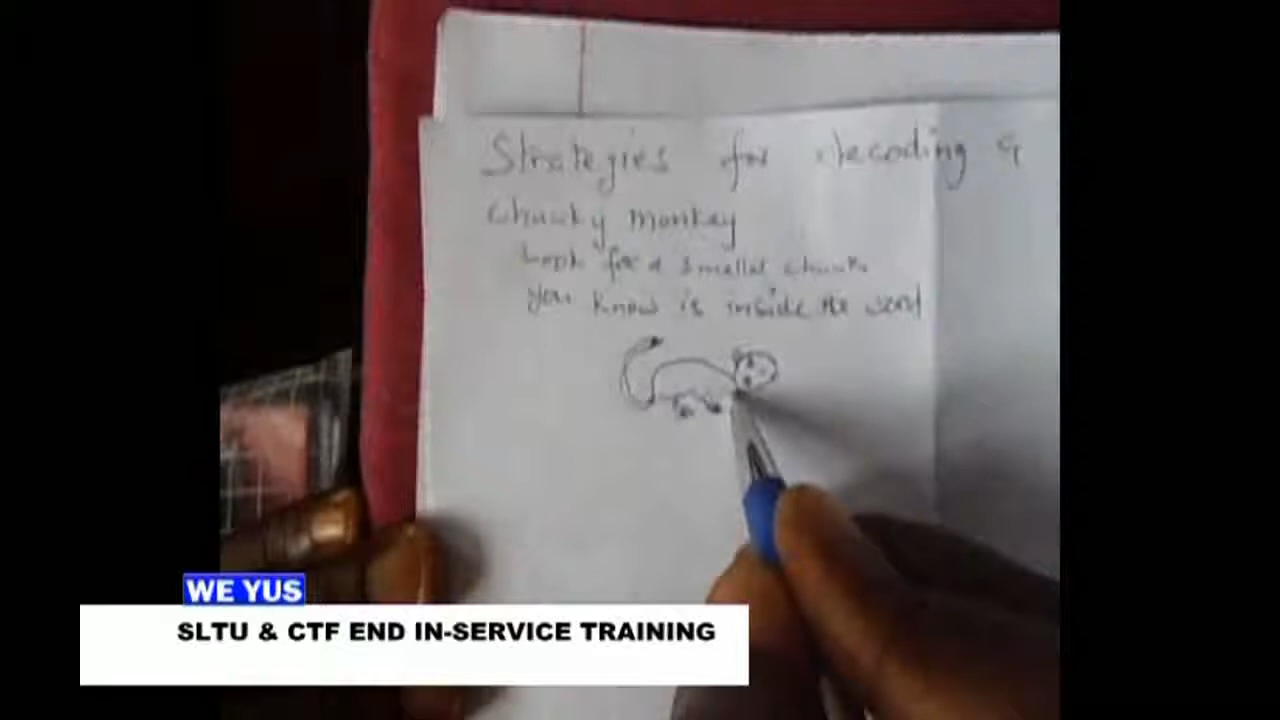 Strategies for decoding a
Chunky monkey
Look for a smaller chunk
you know is inside the word
WE YUS
SLTU & CTF END IN-SERVICE TRAINING